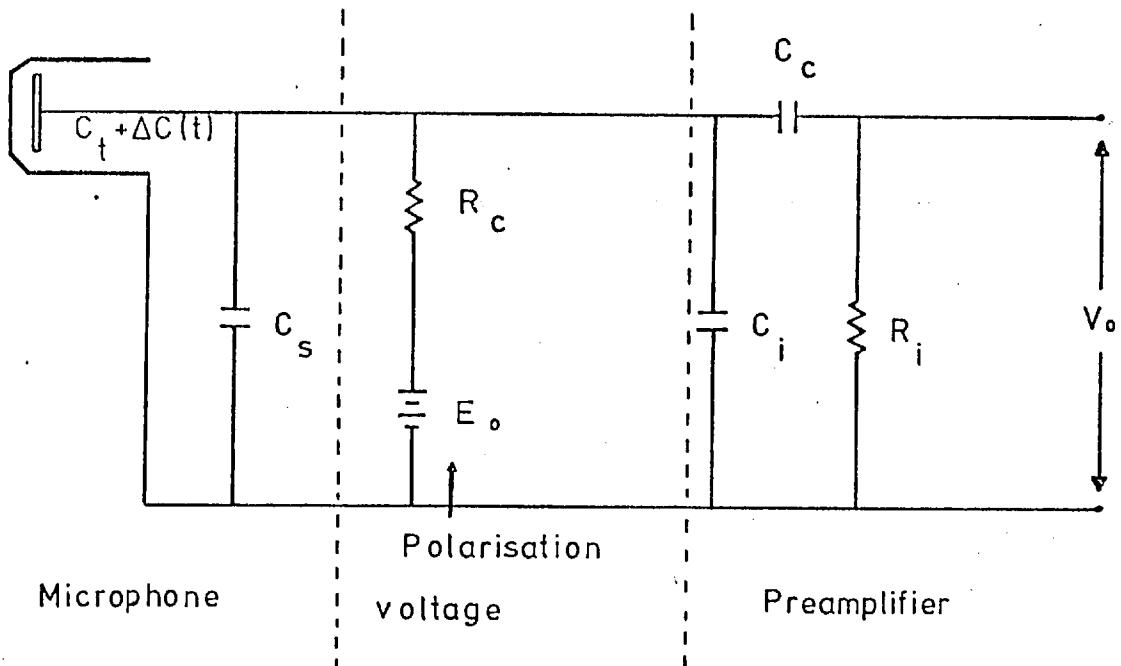 C_c
C_t + ΔC(t)
R_c
C_s
C_i
R_i
V_o
E_o
Polarisation
voltage
Microphone
Preamplifier